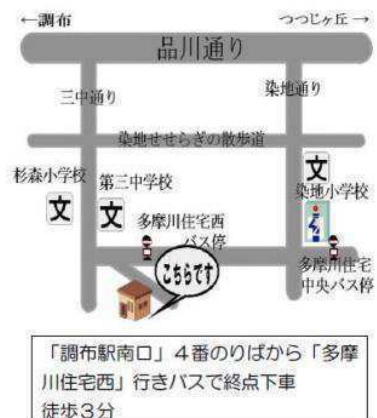 ←調布
つつじヶ丘→
品川通り
三中通り
染地通り
染地せせらぎの散歩道
杉森小学校
第三中学校
文
文
文
染地小学校
多摩川住宅西
バス停
こちらです
多摩川住宅
中央バス停
「調布駅南口」4番のりばから「多摩
川住宅西」行きバスで終点下車
徒歩3分